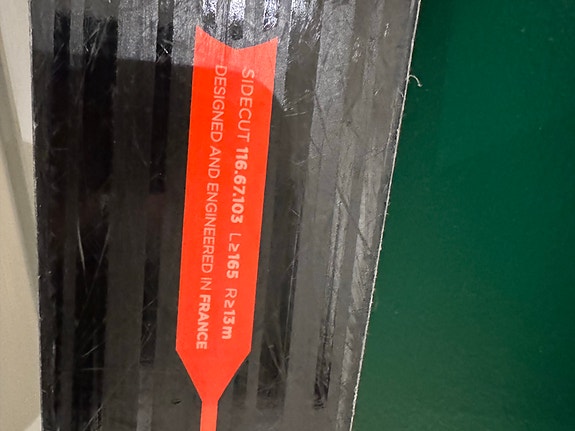 SIDECUT 116.67.103 L≥165 R≥13m
DESIGNED AND ENGINEERED IN FRANCE